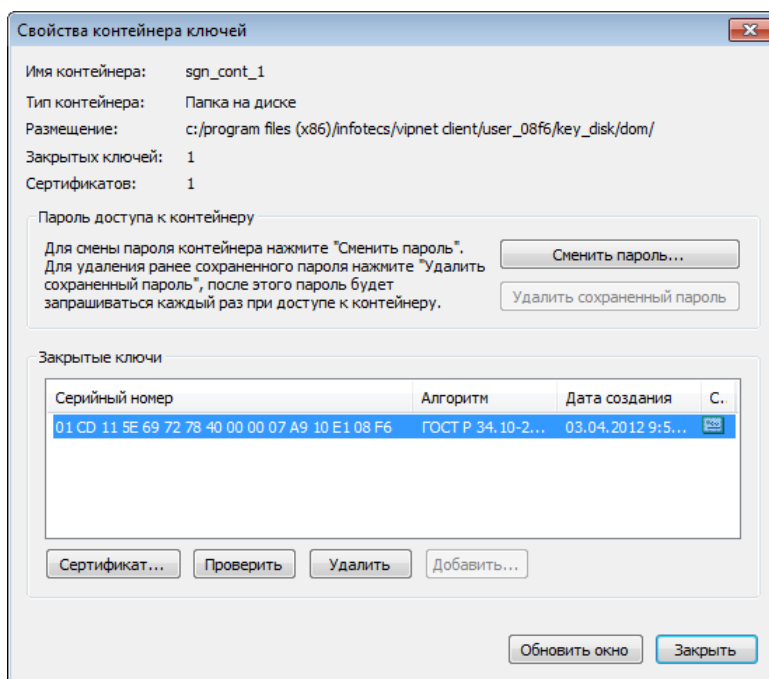 Свойства контейнера ключей
Имя контейнера: sgn_cont_1
Тип контейнера: Папка на диске
Размещение: c:/program files (x86)/infotecs/vipnet client/user_08f6/key_disk/dom/
Закрытых ключей: 1
Сертификатов: 1
Пароль доступа к контейнеру
Для смены пароля контейнера нажмите "Сменить пароль".
Для удаления ранее сохраненного пароля нажмите "Удалить
сохраненный пароль", после этого пароль будет
запрашиваться каждый раз при доступе к контейнеру.
Сменить пароль...
Удалить сохраненный пароль
Закрытые ключи
Серийный номер Алгоритм Дата создания С.
01 CD 11 5E 69 72 78 40 00 00 07 A9 10 E1 08 F6 ГОСТ Р 34.10-2... 03.04.2012 9:5...
Сертификат... Проверить Удалить Добавить...
Обновить окно Закрыть